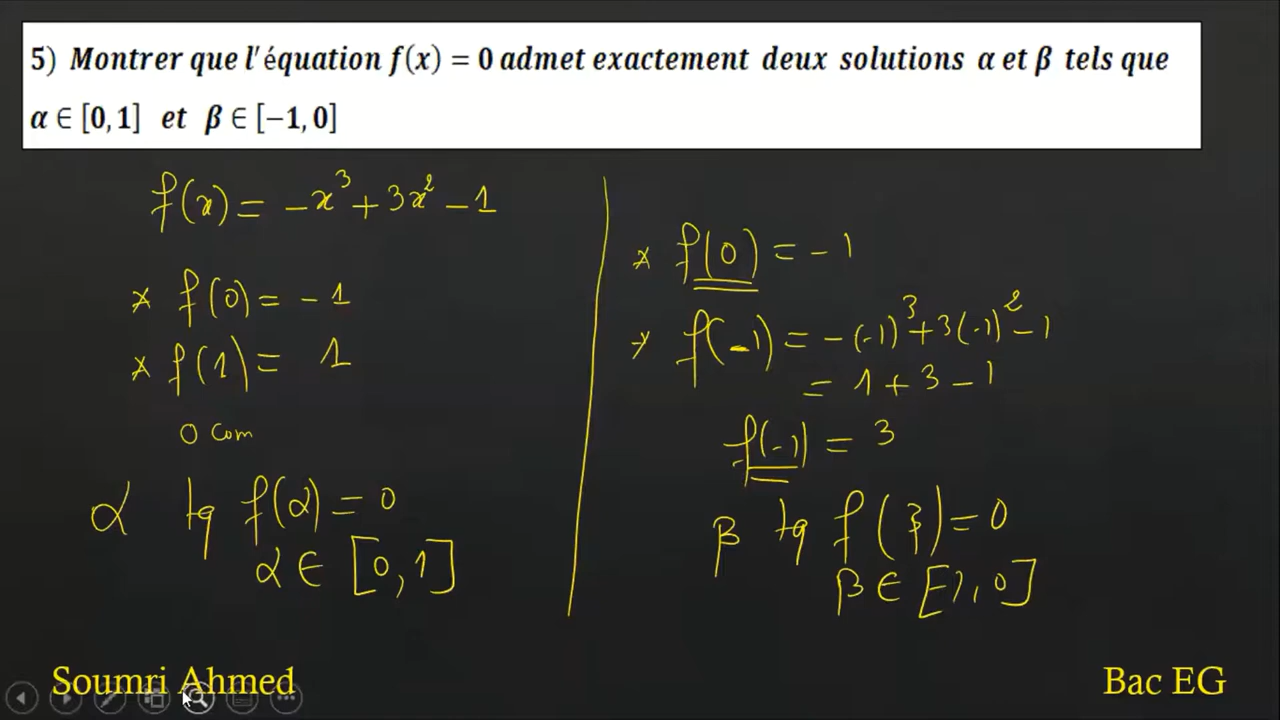 5) Montrer que l'équation f(x) = 0 admet exactement deux solutions α et β tels que
α ∈ [0, 1] et β ∈ [−1, 0]
f(x) = −x³ + 3x² − 1
* f(0) = −1
* f(1) = 1
0 com
α tq f(α) = 0
α ∈ [0, 1]
* f(0) = −1
* f(−1) = −(−1)³ + 3(−1)² − 1
= 1 + 3 − 1
f(−1) = 3
β tq f(β) = 0
β ∈ [−1, 0]
Soumri Ahmed
Bac EG